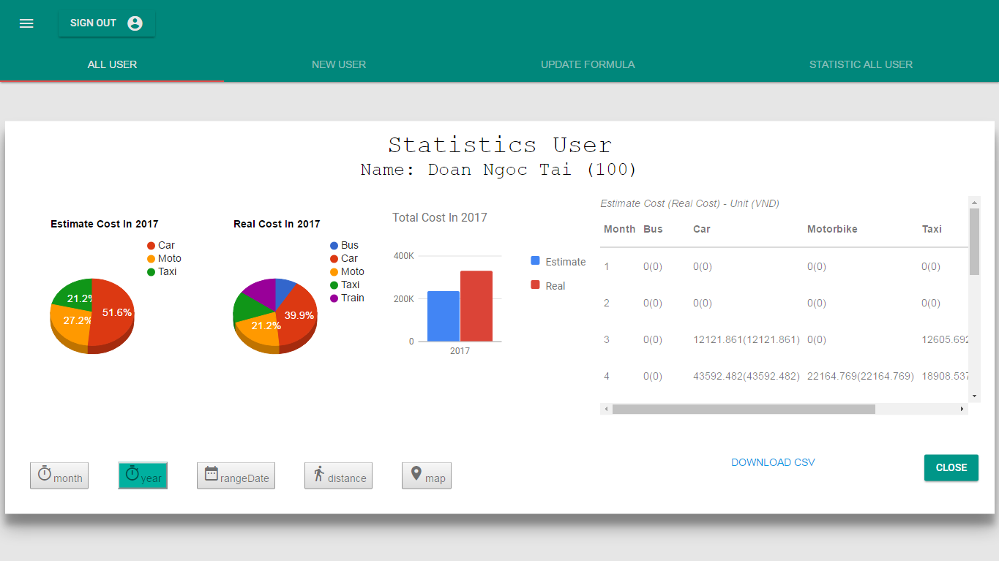 SIGN OUT
ALL USER
NEW USER
UPDATE FORMULA
STATISTIC ALL USER
Statistics User
Name: Doan Ngoc Tai (100)
Estimate Cost In 2017
Car
Moto
Taxi
21.2%
51.6%
27.2%
Real Cost In 2017
Bus
Car
Moto
Taxi
Train
39.9%
21.2%
Total Cost In 2017
400K
200K
0
2017
Estimate
Real
Estimate Cost (Real Cost) - Unit (VND)
Month Bus Car Motorbike Taxi
1 0(0) 0(0) 0(0) 0(0)
2 0(0) 0(0) 0(0) 0(0)
3 0(0) 12121.861(12121.861) 0(0) 12605.692
4 0(0) 43592.482(43592.482) 22164.769(22164.769) 18908.537
month
year
rangeDate
distance
map
DOWNLOAD CSV
CLOSE